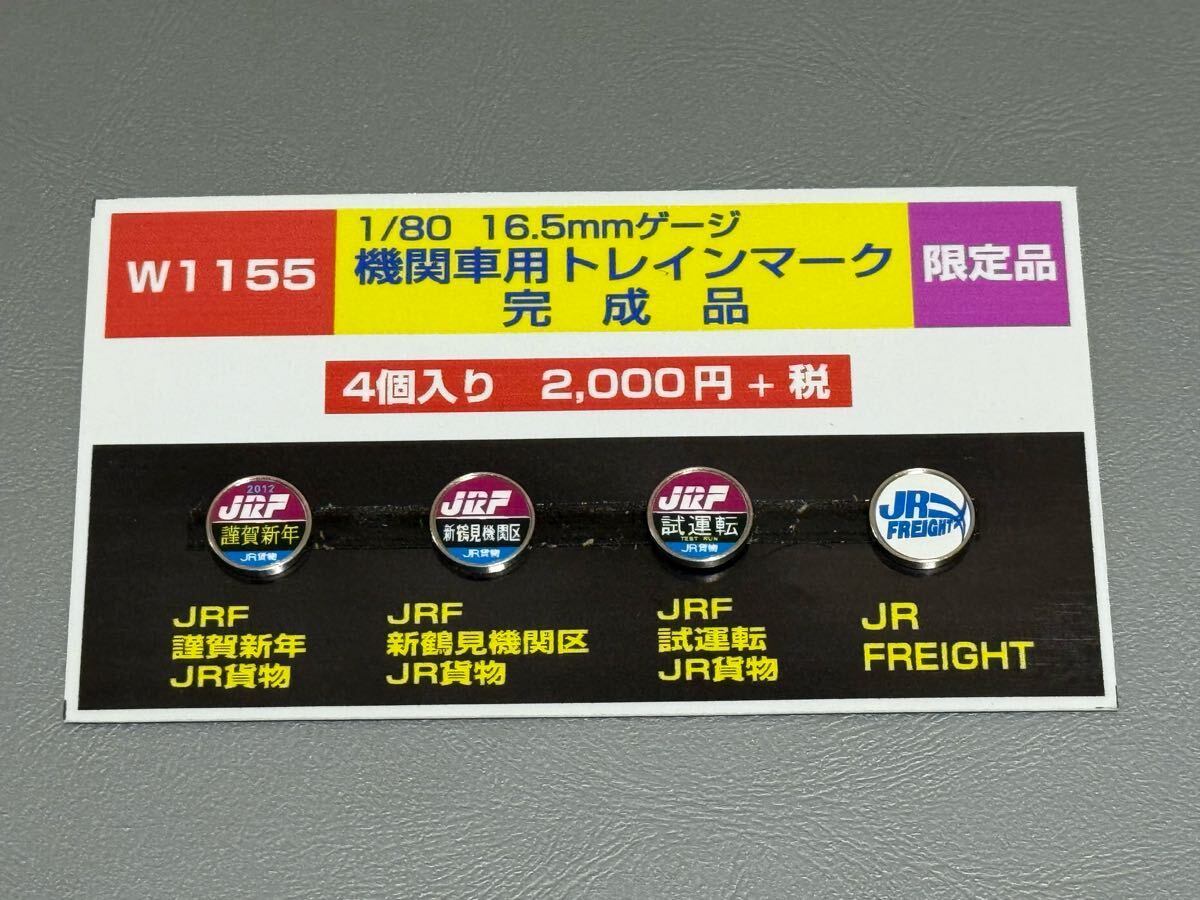 W1155
1/80 16.5mmゲージ
機関車用トレインマーク
完成品
限定品
4個入り 2,000円+税
2012
JRF
謹賀新年
JR貨物
JRF
新鶴見機関区
JR貨物
JRF
試運転
TEST RUN
JR貨物
JR
FREIGHT
JRF
謹賀新年
JR貨物
JRF
新鶴見機関区
JR貨物
JRF
試運転
JR貨物
JR
FREIGHT